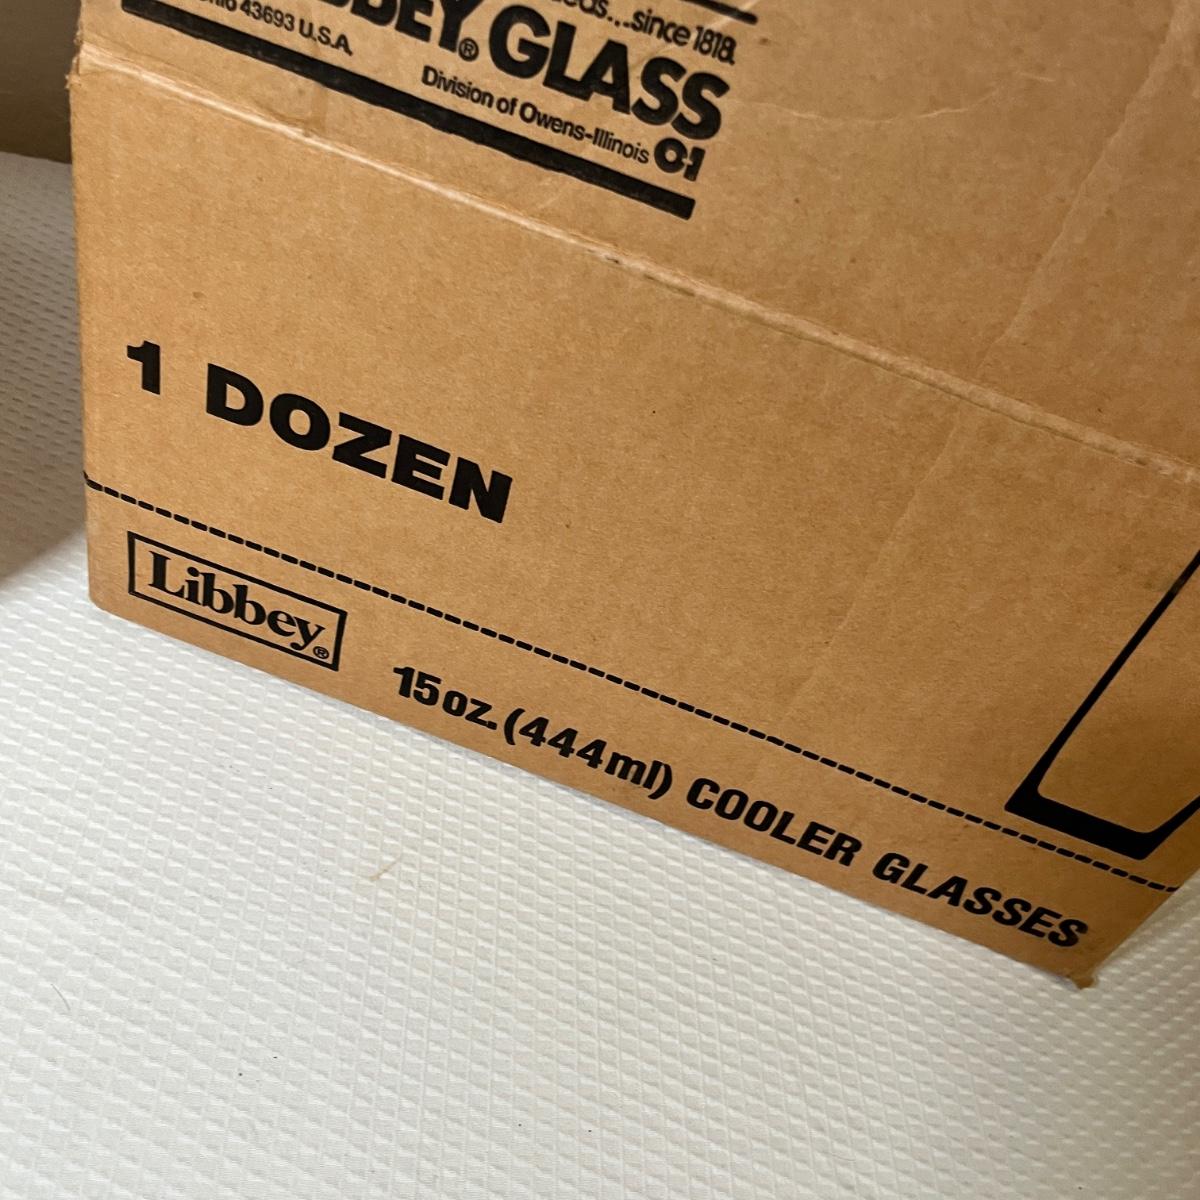 since 1818.
GLASS
43693 U.S.A.
Division of Owens-Illinois
1 DOZEN
Libbey®
15 oz. (444ml) COOLER GLASSES